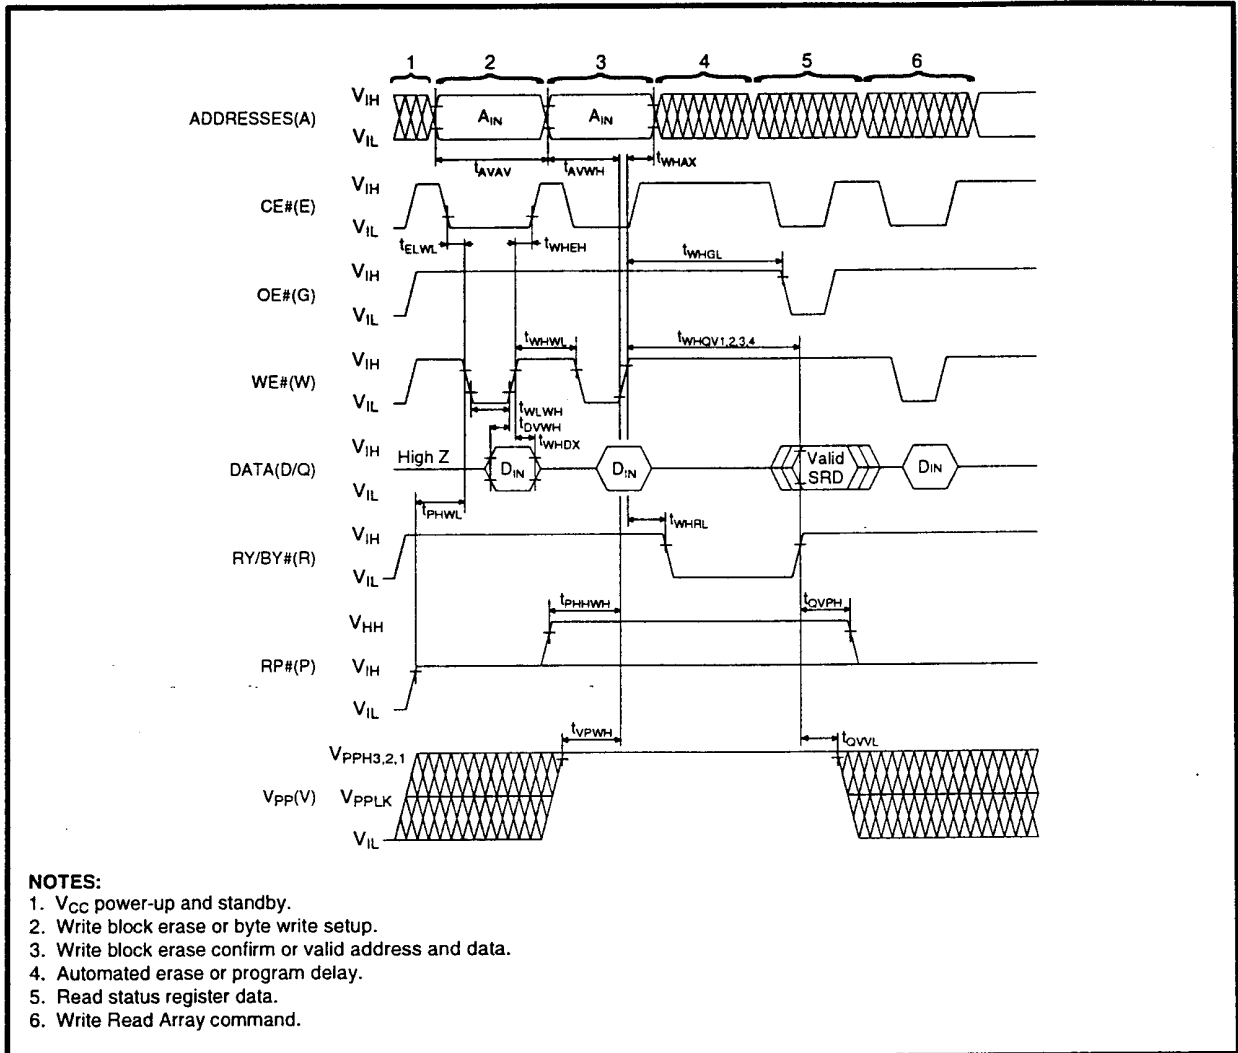 1 2 3 4 5 6
ADDRESSES(A)
VIH
VIL
AIN
AIN
tAVAV
tAVWH
tWHAX
CE#(E)
VIH
VIL
tELWL
tWHEH
tWHGL
OE#(G)
VIH
VIL
tWHWL
tWHQV1,2,3,4
WE#(W)
VIH
VIL
tWLWH
tDVWH
tWHDX
DATA(D/Q)
VIH
VIL
High Z
DIN
DIN
Valid
SRD
DIN
tPHWL
tWHRL
RY/BY#(R)
VIH
VIL
tPHHWH
tQVPH
RP#(P)
VHH
VIH
VIL
tVPWH
tQVVL
VPP(V)
VPPH3,2,1
VPPLK
VIL
NOTES:
1. VCC power-up and standby.
2. Write block erase or byte write setup.
3. Write block erase confirm or valid address and data.
4. Automated erase or program delay.
5. Read status register data.
6. Write Read Array command.